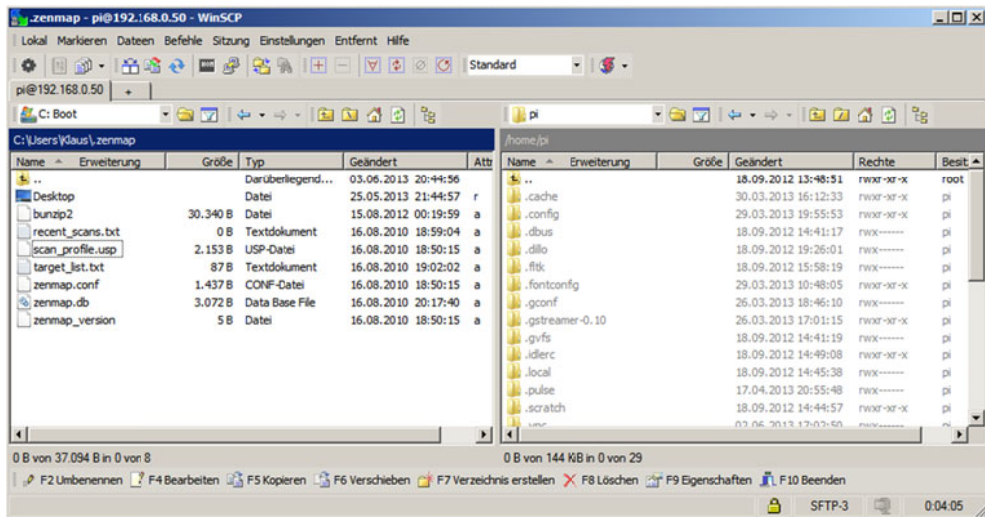 .zenmap - pi@192.168.0.50 - WinSCP
Lokal Markieren Dateen Befehle Sitzung Einstellungen Entfernt Hilfe
Standard
pi@192.168.0.50 +
C: Boot
pi
C:\Users\Klaus\.zenmap
/home/pi
Name Erweiterung Größe Typ Geändert Attr
Name Erweiterung Größe Geändert Rechte Besit
.. Darüberliegend... 03.06.2013 20:44:56
Desktop Datei 25.05.2013 21:44:57 r
bunzip2 30.340 B Datei 15.08.2012 00:19:59 a
recent_scans.txt 0 B Textdokument 16.08.2010 18:59:04 a
scan_profile.usp 2.153 B USP-Datei 16.08.2010 18:50:15 a
target_list.txt 87 B Textdokument 16.08.2010 19:02:02 a
zenmap.conf 1.437 B CONF-Datei 16.08.2010 18:50:15 a
zenmap.db 3.072 B Data Base File 16.08.2010 20:17:40 a
zenmap_version 5 B Datei 16.08.2010 18:50:15 a
.. 18.09.2012 13:48:51 rwxr-xr-x root
.cache 30.03.2013 16:12:33 rwxr-xr-x pi
.config 29.03.2013 19:55:53 rwxr-xr-x pi
.dbus 18.09.2012 14:41:17 rwx------ pi
.dillo 18.09.2012 19:26:01 rwx------ pi
.fltk 18.09.2012 15:58:19 rwx------ pi
.fontconfig 29.03.2013 10:48:05 rwxr-xr-x pi
.gconf 26.03.2013 18:46:10 rwx------ pi
.gstreamer-0.10 26.03.2013 17:01:15 rwxr-xr-x pi
.gvfs 18.09.2012 14:41:19 rwx------ pi
.idlerc 18.09.2012 14:49:08 rwxr-xr-x pi
.local 18.09.2012 14:45:38 rwx------ pi
.pulse 17.04.2013 20:55:48 rwx------ pi
.scratch 18.09.2012 14:44:57 rwxr-xr-x pi
.vnc 02.06.2013 17:02:50
0 B von 37.094 B in 0 von 8
0 B von 144 KiB in 0 von 29
F2 Umbenennen F4 Bearbeiten F5 Kopieren F6 Verschieben F7 Verzeichnis erstellen F8 Löschen F9 Eigenschaften F10 Beenden
SFTP-3 0:04:05